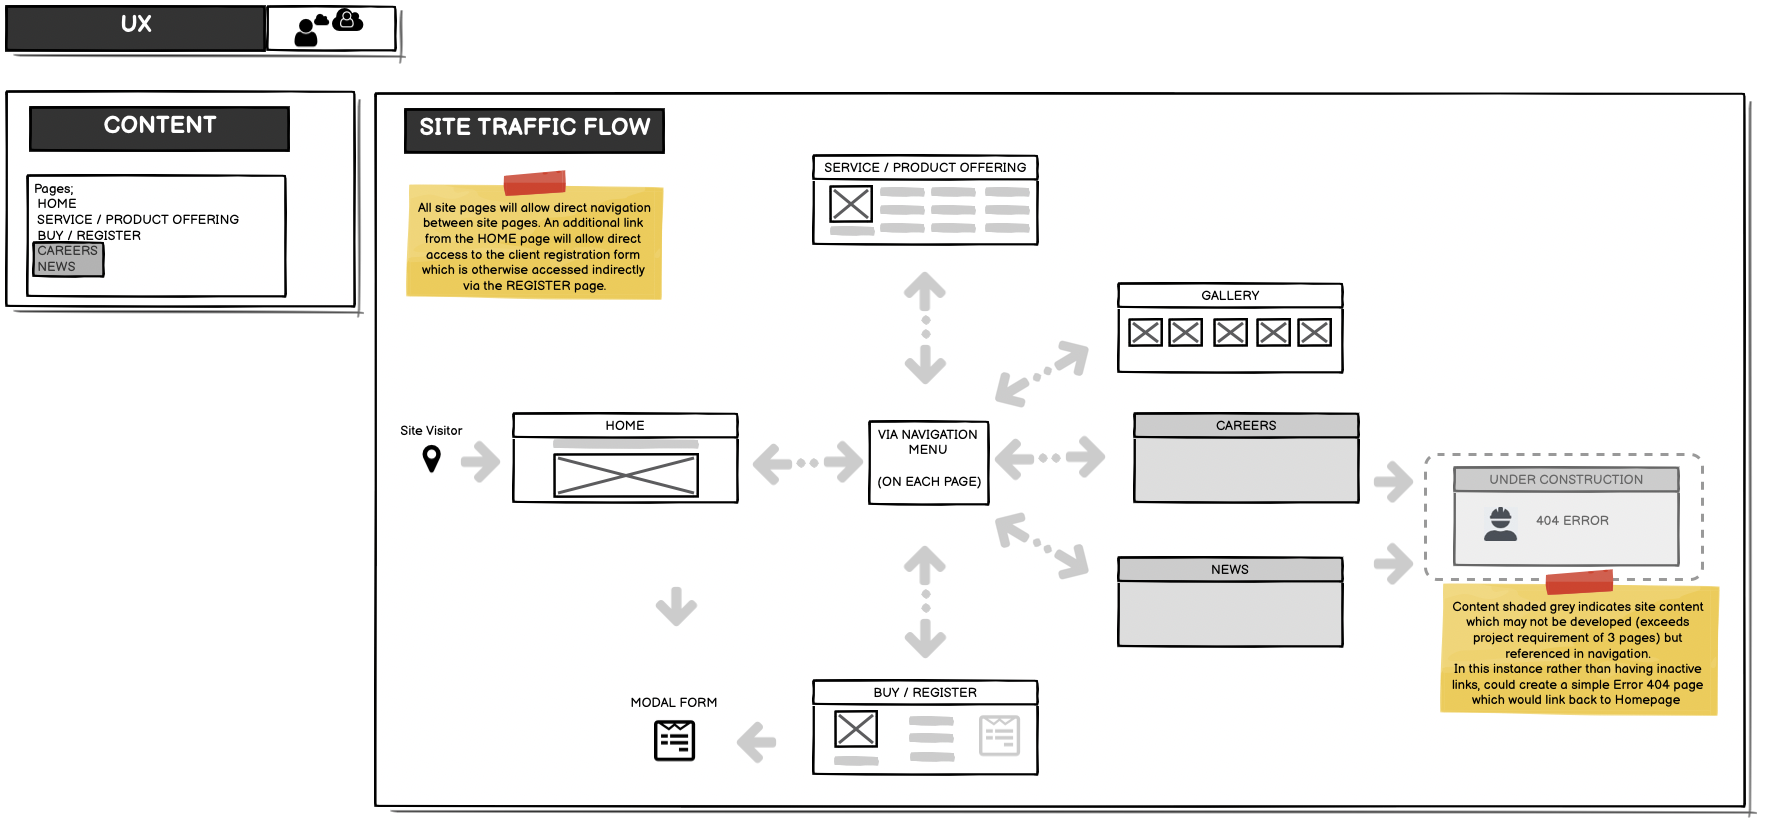 UX
CONTENT
Pages;
HOME
SERVICE / PRODUCT OFFERING
BUY / REGISTER
CAREERS
NEWS
SITE TRAFFIC FLOW
All site pages will allow direct navigation
between site pages. An additional link
from the HOME page will allow direct
access to the client registration form
which is otherwise accessed indirectly
via the REGISTER page.
SERVICE / PRODUCT OFFERING
GALLERY
Site Visitor
HOME
VIA NAVIGATION
MENU
(ON EACH PAGE)
CAREERS
UNDER CONSTRUCTION
404 ERROR
NEWS
Content shaded grey indicates site content
which may not be developed (exceeds
project requirement of 3 pages) but
referenced in navigation.
In this instance rather than having inactive
links, could create a simple Error 404 page
which would link back to Homepage
MODAL FORM
BUY / REGISTER